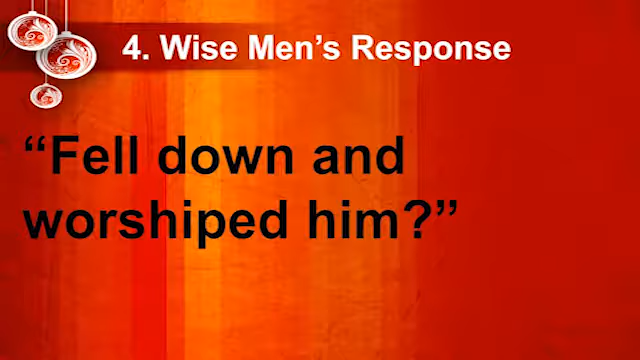 4. Wise Men’s Response
“Fell down and
worshiped him?”